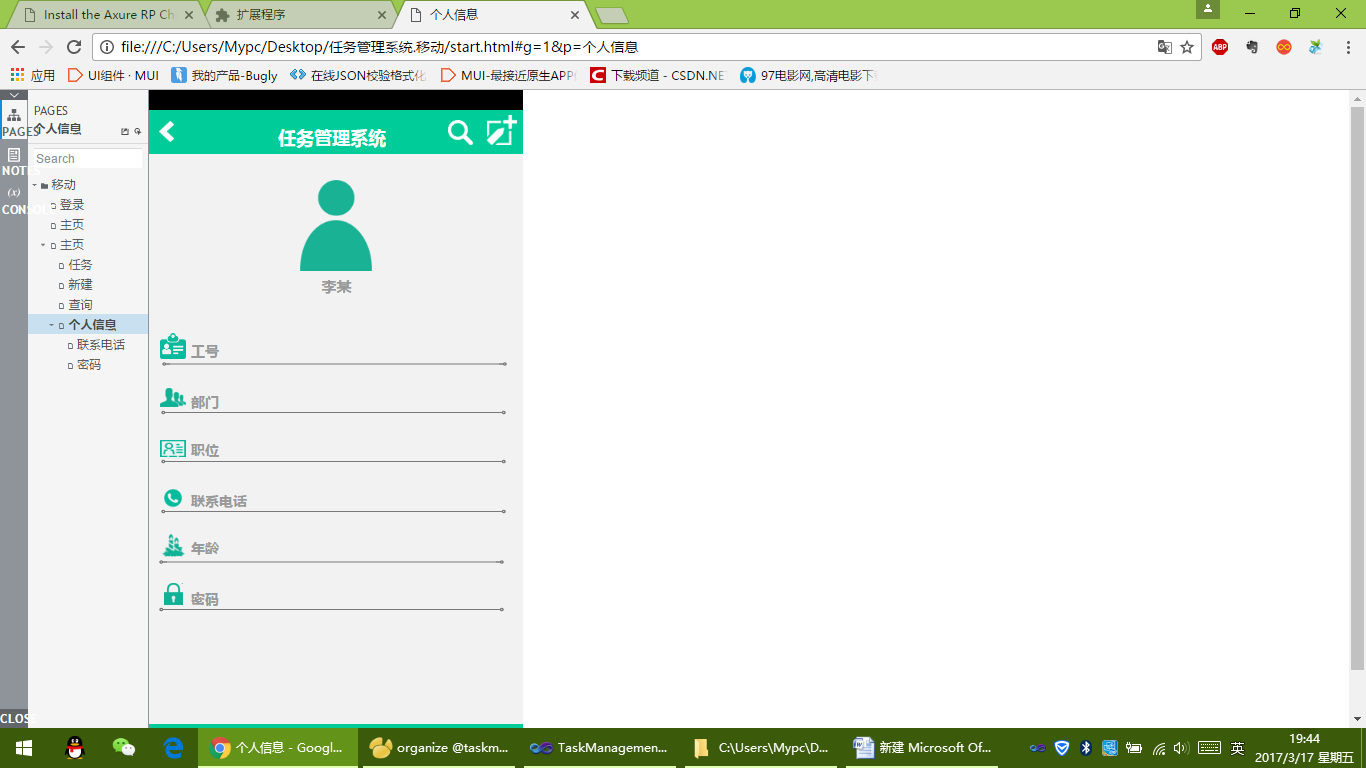 Install the Axure RP Ch
扩展程序
个人信息
file:///C:/Users/Mypc/Desktop/任务管理系统.移动/start.html#g=1&p=个人信息
ABP
应用
UI组件 · MUI
我的产品-Bugly
在线JSON校验格式化
MUI-最接近原生APP
下载频道 - CSDN.NE
97电影网,高清电影下
PAGES
个人信息
Search
PAGES
NOTES
(x)
CONSOLE
移动
登录
主页
主页
任务
新建
查询
个人信息
联系电话
密码
CLOSE
任务管理系统
李某
工号
部门
职位
联系电话
年龄
密码
个人信息 - Googl...
organize @taskm...
TaskManagemen...
C:\Users\Mypc\D...
新建 Microsoft Of...
英
19:44
2017/3/17 星期五